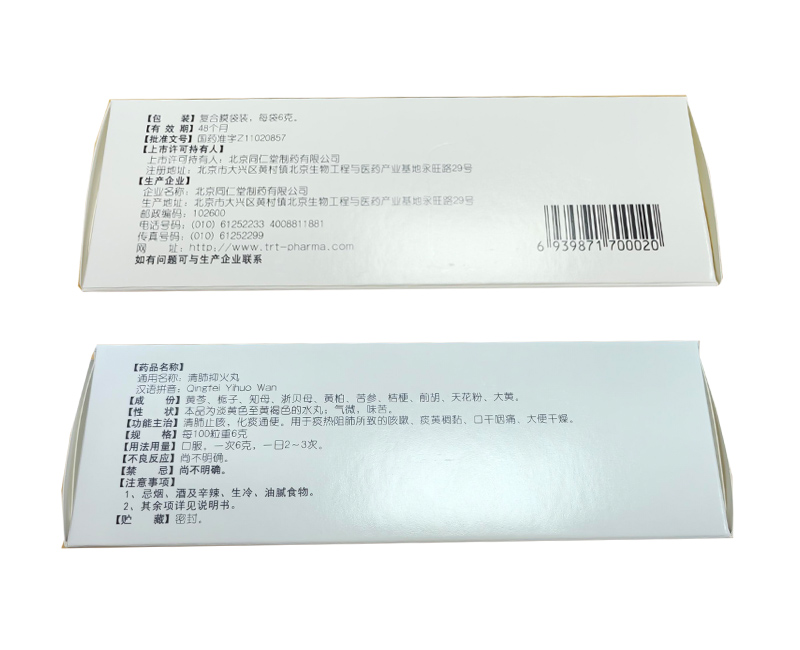 【包　　装】复合膜袋装，每袋6克。
【有 效 期】48个月
【批准文号】国药准字Z11020857
【上市许可持有人】
上市许可持有人：北京同仁堂制药有限公司
注册地址：北京市大兴区黄村镇北京生物工程与医药产业基地永旺路29号
【生产企业】
企业名称：北京同仁堂制药有限公司
生产地址：北京市大兴区黄村镇北京生物工程与医药产业基地永旺路29号
邮政编码：102600
电话号码：(010) 61252233 4008811881
传真号码：(010) 61252299
网　　址：http://www.trt-pharma.com
如有问题可与生产企业联系
6 939871 700020
【药品名称】
通用名称：清肺抑火丸
汉语拼音：Qingfei Yihuo Wan
【成　　份】黄芩、栀子、知母、浙贝母、黄柏、苦参、桔梗、前胡、天花粉、大黄。
【性　　状】本品为淡黄色至黄褐色的水丸；气微，味苦。
【功能主治】清肺止咳，化痰通便。用于痰热阻肺所致的咳嗽、痰黄稠黏、口干咽痛、大便干燥。
【规　　格】每100粒重6克
【用法用量】口服。一次6克，一日2～3次。
【不良反应】尚不明确。
【禁　　忌】尚不明确。
【注意事项】
1、忌烟、酒及辛辣、生冷、油腻食物。
2、其余项详见说明书。
【贮　　藏】密封。